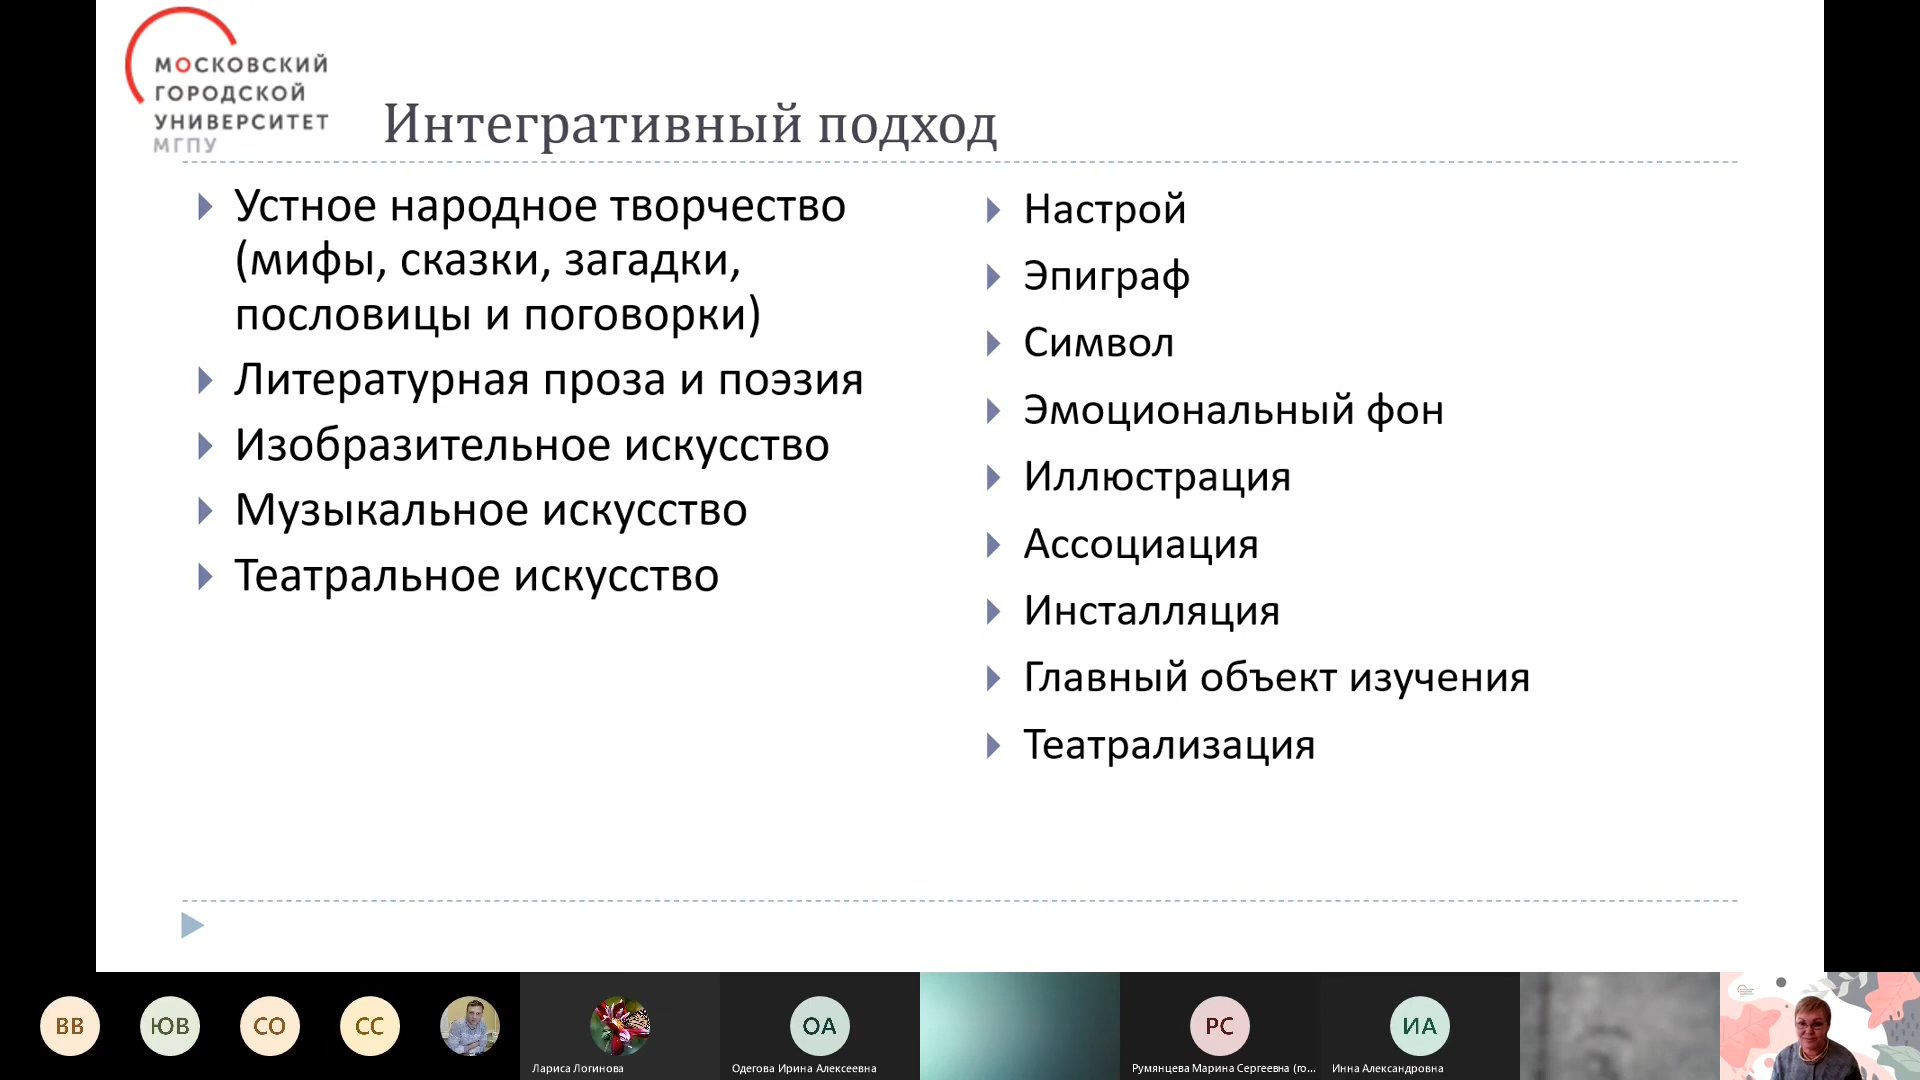 МОСКОВСКИЙ
ГОРОДСКОЙ
УНИВЕРСИТЕТ
МГПУ
Интегративный подход
Устное народное творчество
(мифы, сказки, загадки,
пословицы и поговорки)
Литературная проза и поэзия
Изобразительное искусство
Музыкальное искусство
Театральное искусство
Настрой
Эпиграф
Символ
Эмоциональный фон
Иллюстрация
Ассоциация
Инсталляция
Главный объект изучения
Театрализация
ВВ
ЮВ
СО
СС
Лариса Логинова
ОА
Одегова Ирина Алексеевна
РС
Румянцева Марина Сергеевна (го...
ИА
Инна Александровна